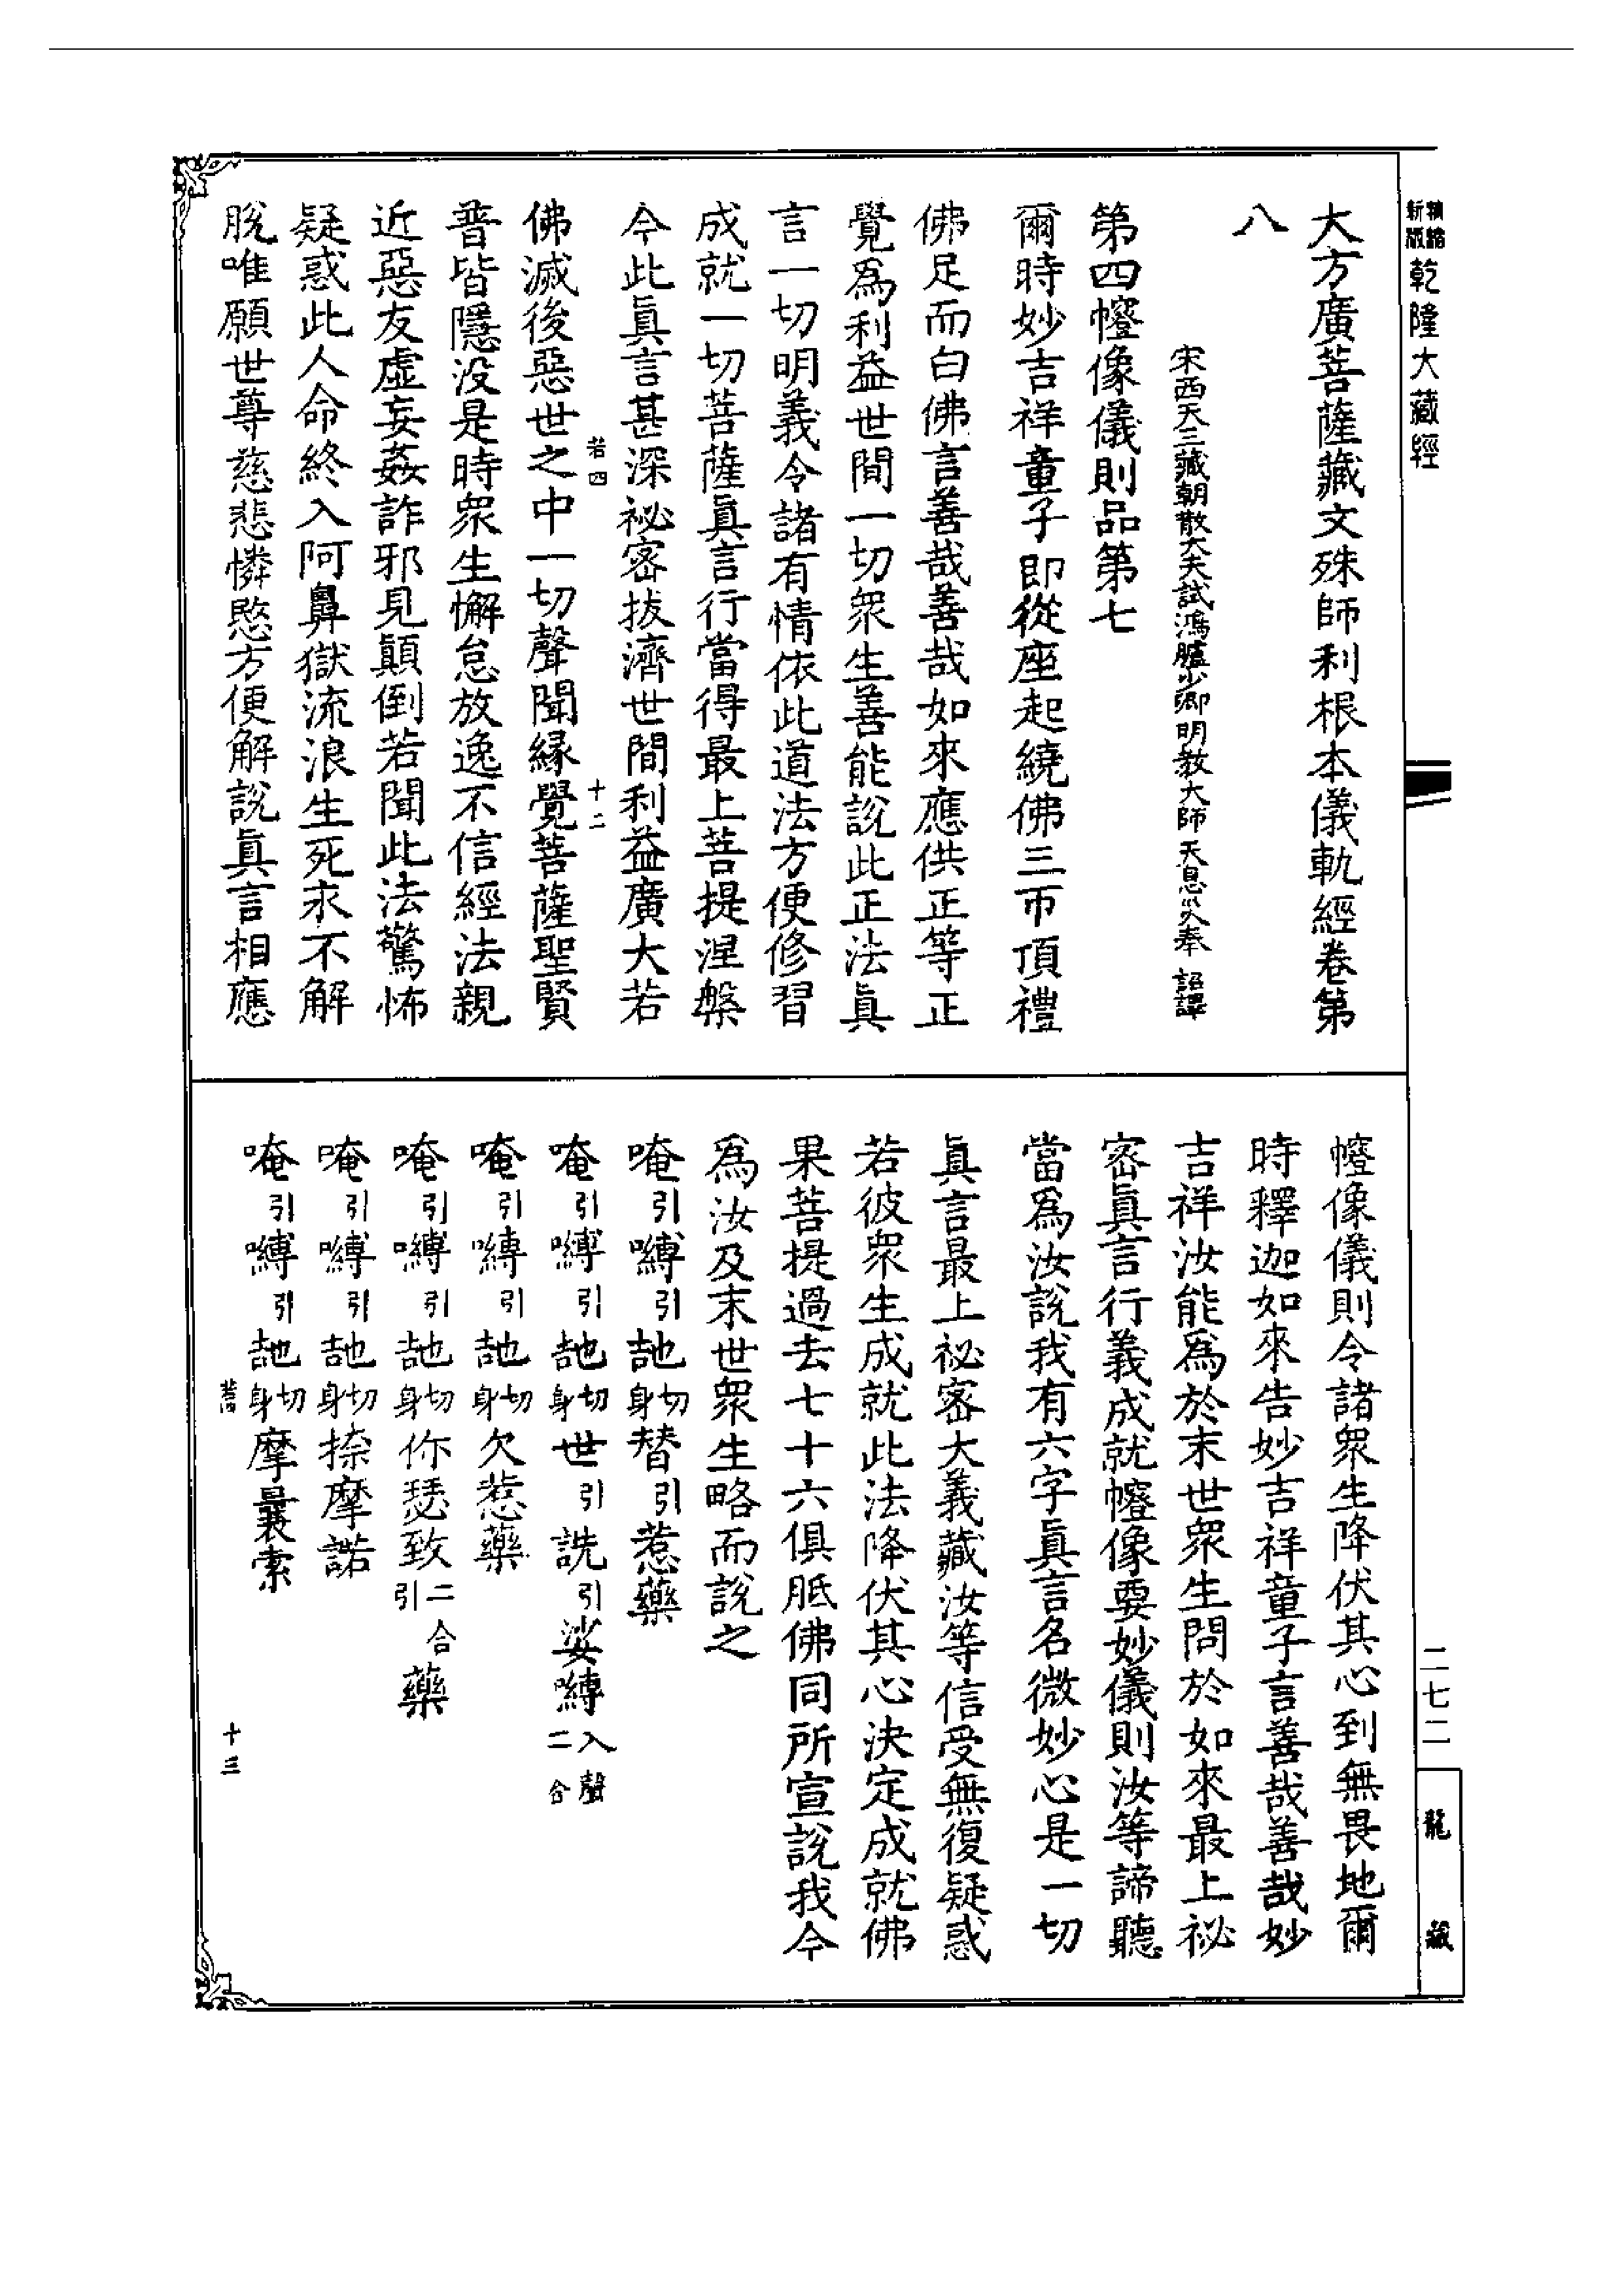 新版
乾隆大藏經
大方廣菩薩藏文殊師利根本儀軌經卷第
八
宋西天三藏朝散大夫試鴻臚少卿明教大師天息災奉詔譯
第四㡧像儀則品第七
爾時妙吉祥童子即從座起繞佛三帀頂禮
佛足而白佛言善哉善哉如來應供正等正
覺爲利益世間一切衆生善能說此正法眞
言一切明義令諸有情依此道法方便修習
成就一切菩薩眞言行當得最上菩提涅槃
今此眞言甚深祕密拔濟世間利益廣大若
若四
十二
佛滅後惡世之中一切聲聞緣覺菩薩聖賢
普皆隱没是時衆生懈怠放逸不信經法親
近惡友虛妄姦詐邪見顛倒若聞此法驚怖
疑惑此人命終入阿鼻獄流浪生死求不解
脫唯願世尊慈悲憐愍方便解說眞言相應
㡧像儀則令諸衆生降伏其心到無畏地爾
時釋迦如來告妙吉祥童子言善哉善哉妙
吉祥汝能爲於末世衆生問於如來最上祕
密眞言行義成就㡧像要妙儀則汝等諦聽
當爲汝說我有六字眞言名微妙心是一切
眞言最上祕密大義藏汝等信受無復疑惑
若彼衆生成就此法降伏其心決定成就佛
果菩提過去七十六俱胝佛同所宣說我今
爲汝及末世衆生略而說之
唵引嚩引𠰷切身替引惹藥
唵引嚩引𠰷切身世引詵引娑嚩入聲二合
唵引嚩引𠰷切身欠惹藥
唵引嚩引𠰷切身你瑟致二合引藥
唵引嚩引𠰷切身捺摩諾
唵引嚩引𠰷切身摩曩索
十三
二七二
龍藏